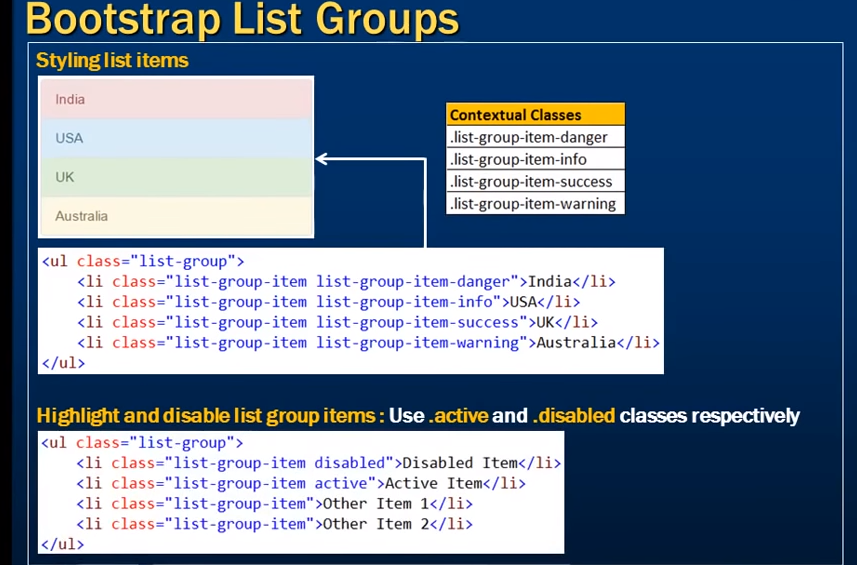 Bootstrap List Groups
Styling list items
India
USA
UK
Australia
Contextual Classes
.list-group-item-danger
.list-group-item-info
.list-group-item-success
.list-group-item-warning
<ul class="list-group">
    <li class="list-group-item list-group-item-danger">India</li>
    <li class="list-group-item list-group-item-info">USA</li>
    <li class="list-group-item list-group-item-success">UK</li>
    <li class="list-group-item list-group-item-warning">Australia</li>
</ul>
Highlight and disable list group items : Use .active and .disabled classes respectively
<ul class="list-group">
    <li class="list-group-item disabled">Disabled Item</li>
    <li class="list-group-item active">Active Item</li>
    <li class="list-group-item">Other Item 1</li>
    <li class="list-group-item">Other Item 2</li>
</ul>